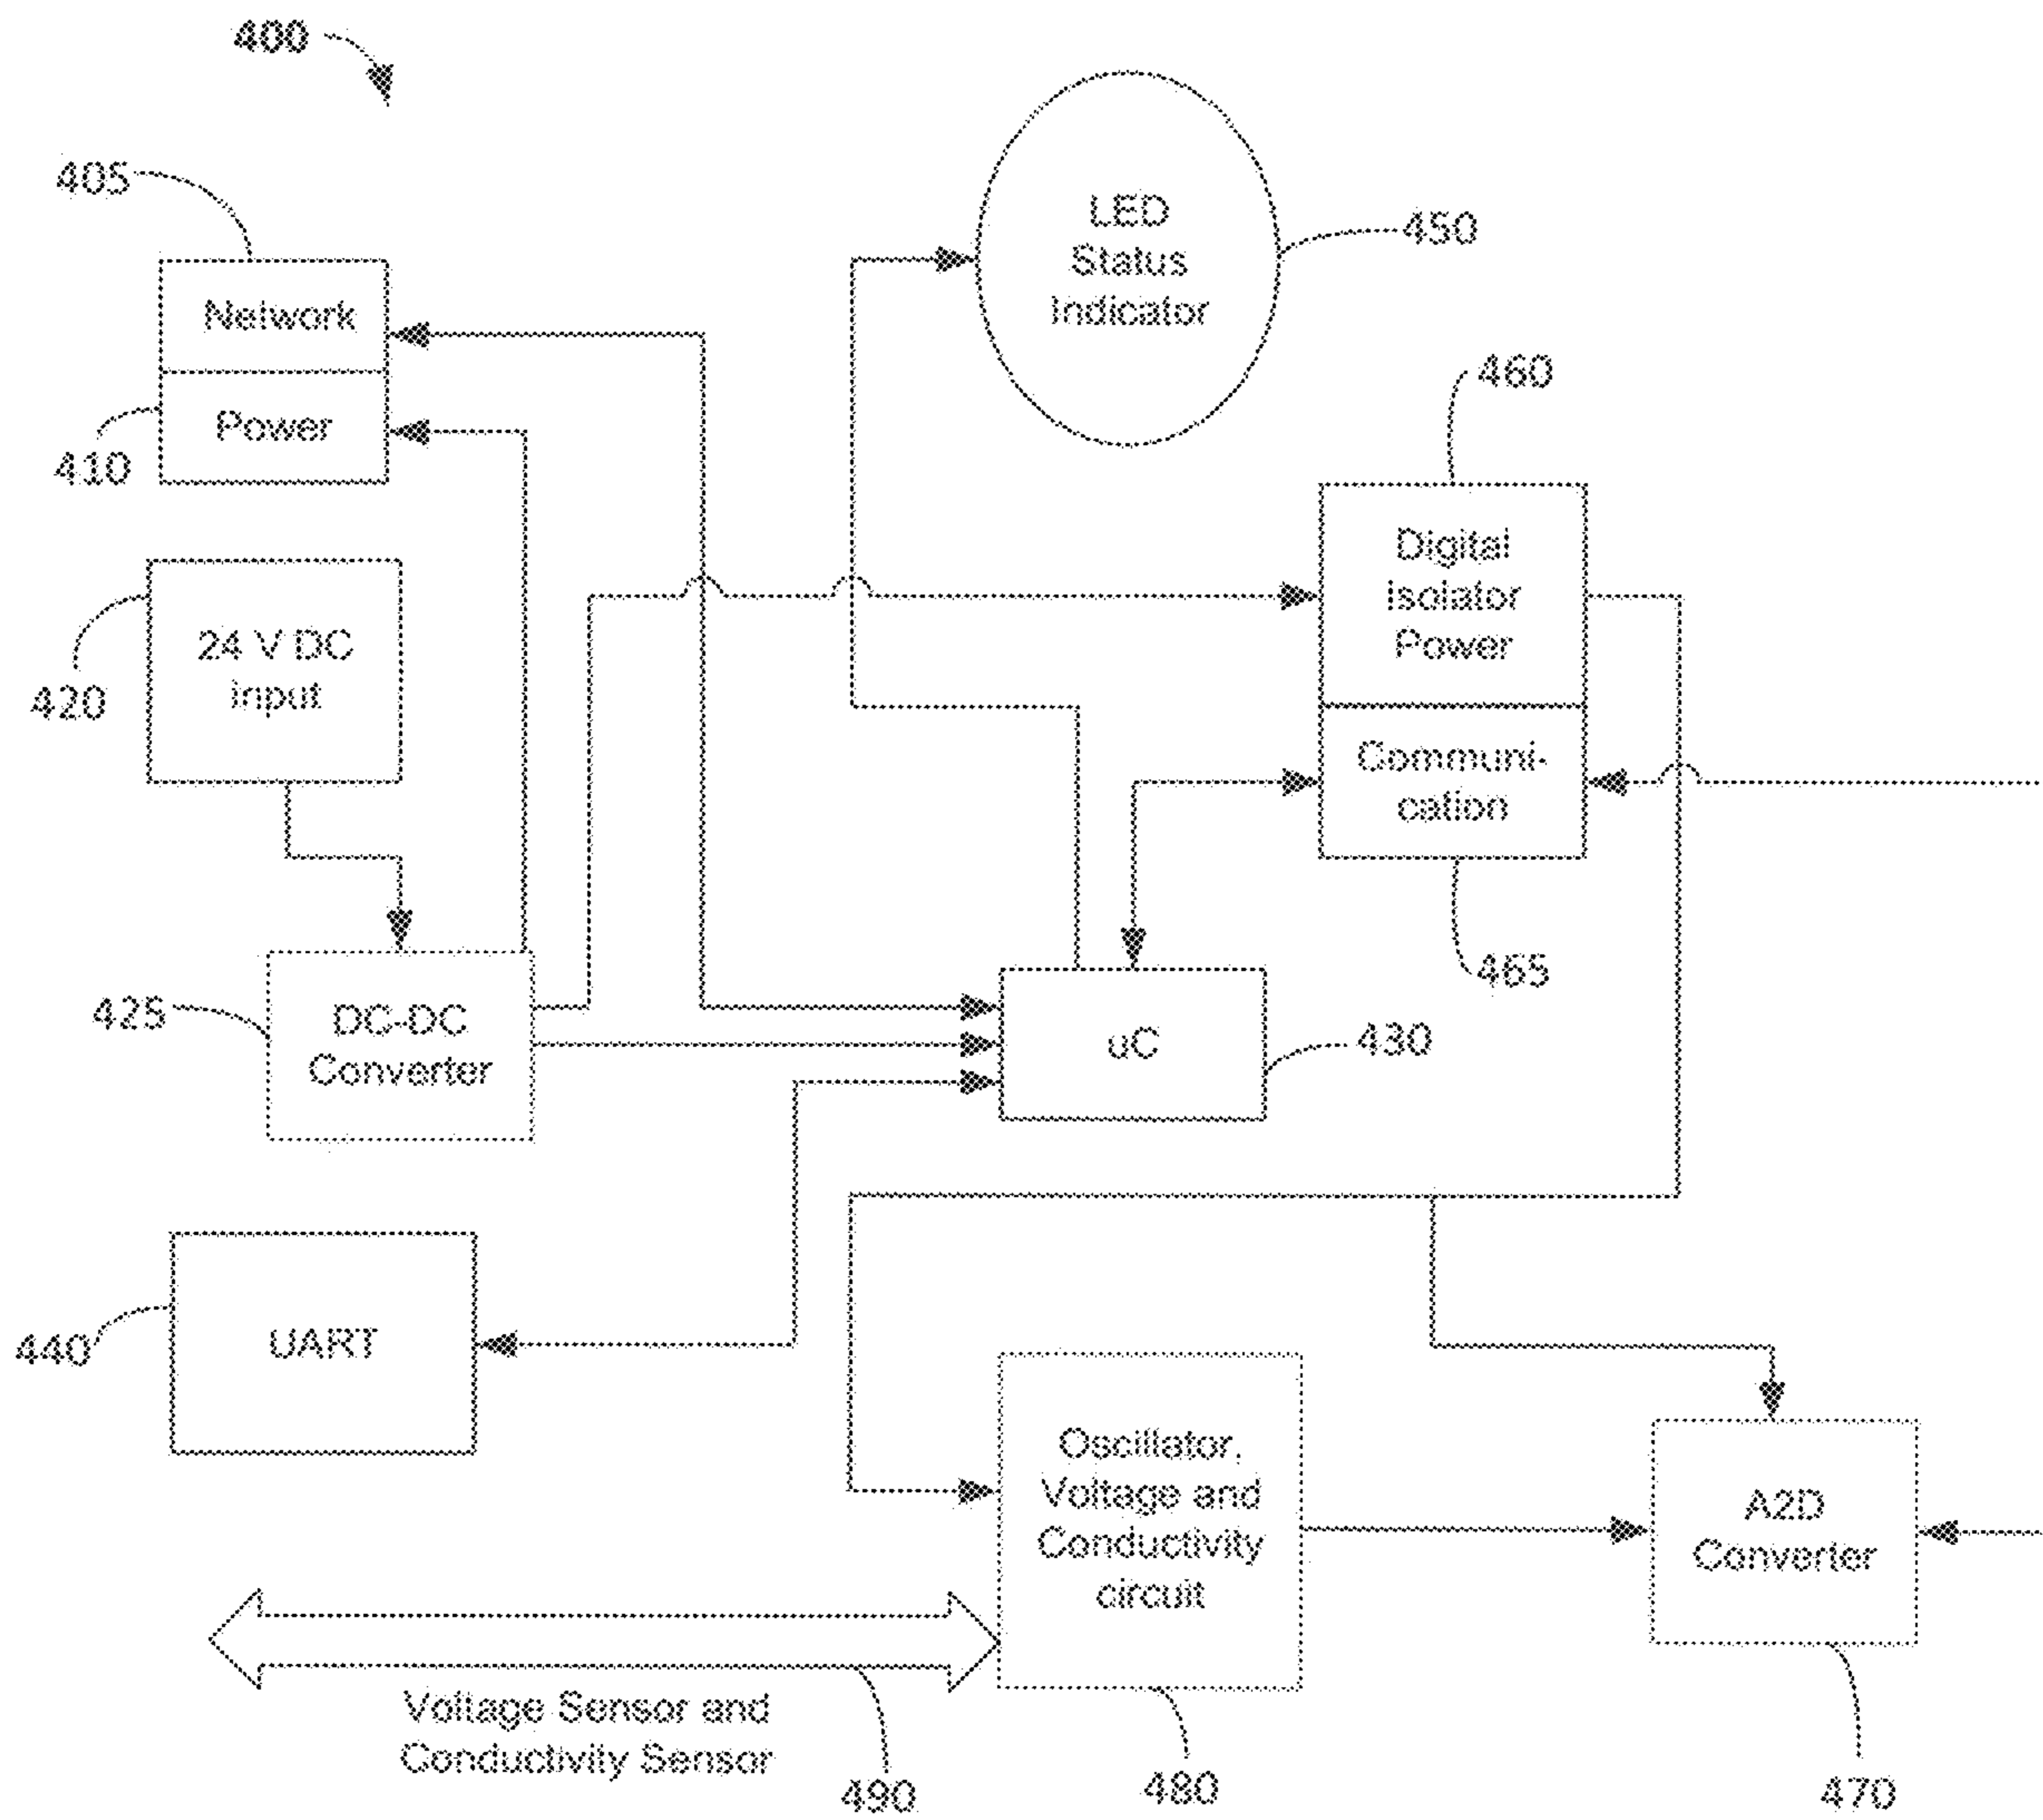 400
405
Network
Power
410
LED
Status
Indicator
450
460
Digital
Isolator
Power
Communi-
cation
465
24 V DC
input
420
425
DC-DC
Converter
uC
430
440
UART
Oscillator,
Voltage and
Conductivity
circuit
A2D
Converter
Voltage Sensor and
Conductivity Sensor
490
480
470